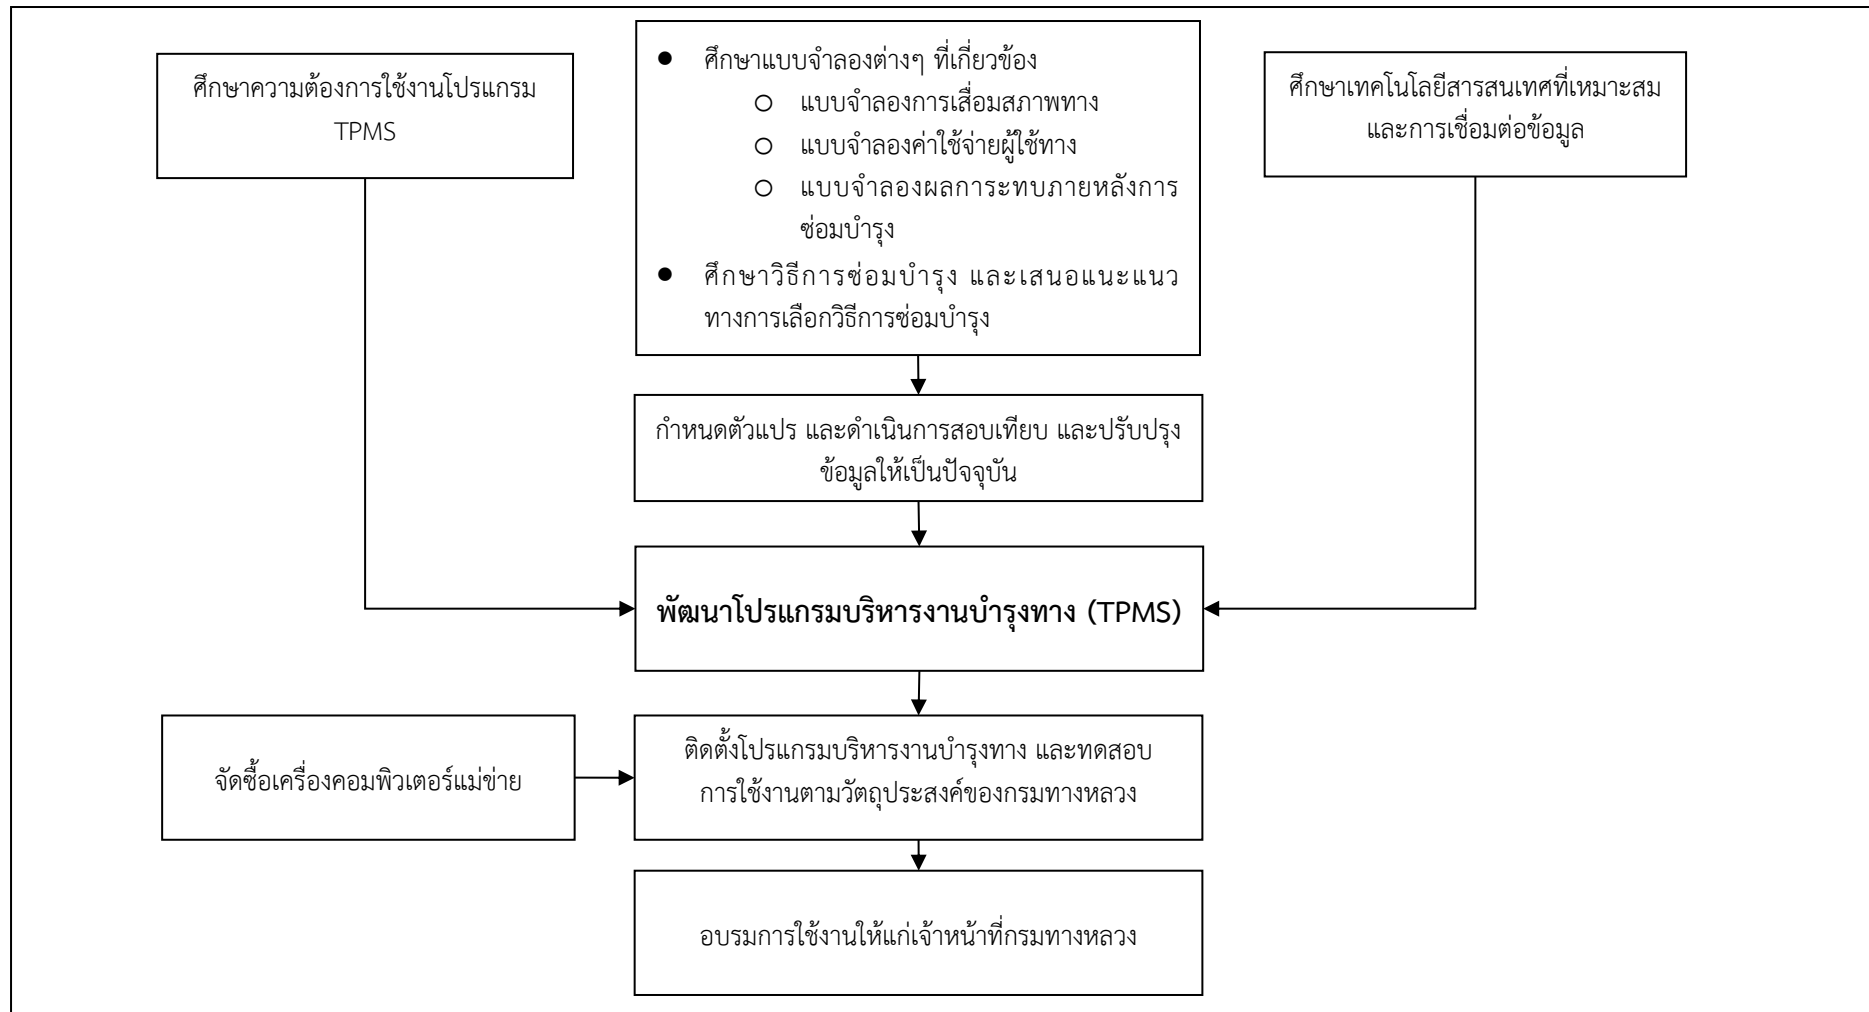 ศึกษาความต้องการใช้งานโปรแกรม
TPMS
● ศึกษาแบบจำลองต่างๆ ที่เกี่ยวข้อง
○ แบบจำลองการเสื่อมสภาพทาง
○ แบบจำลองค่าใช้จ่ายผู้ใช้ทาง
○ แบบจำลองผลการะทบภายหลังการ
ซ่อมบำรุง
● ศึกษาวิธีการซ่อมบำรุง และเสนอแนะแนว
ทางการเลือกวิธีการซ่อมบำรุง
ศึกษาเทคโนโลยีสารสนเทศที่เหมาะสม
และการเชื่อมต่อข้อมูล
กำหนดตัวแปร และดำเนินการสอบเทียบ และปรับปรุง
ข้อมูลให้เป็นปัจจุบัน
พัฒนาโปรแกรมบริหารงานบำรุงทาง (TPMS)
จัดซื้อเครื่องคอมพิวเตอร์แม่ข่าย
ติดตั้งโปรแกรมบริหารงานบำรุงทาง และทดสอบ
การใช้งานตามวัตถุประสงค์ของกรมทางหลวง
อบรมการใช้งานให้แก่เจ้าหน้าที่กรมทางหลวง